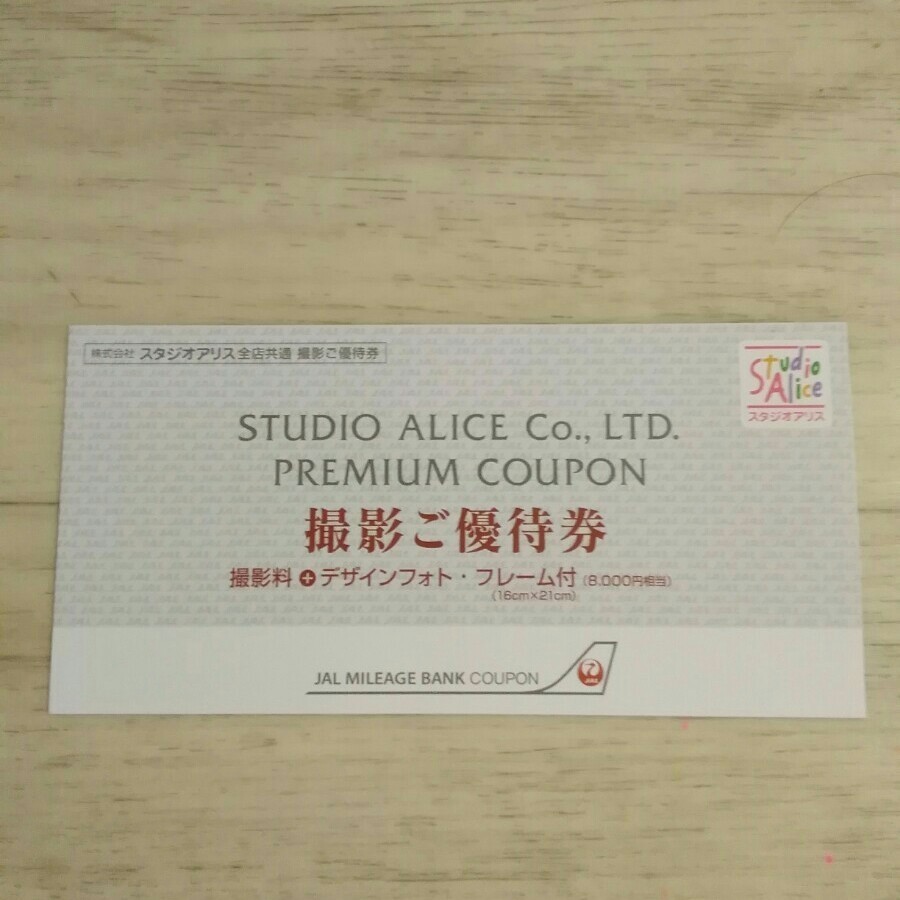 株式会社 スタジオアリス全店共通 撮影ご優待券
Studio
Alice
スタジオアリス
STUDIO ALICE Co., LTD.
PREMIUM COUPON
撮影ご優待券
撮影料+デザインフォト・フレーム付(8,000円相当)
(16cm×21cm)
JAL MILEAGE BANK COUPON
JAL